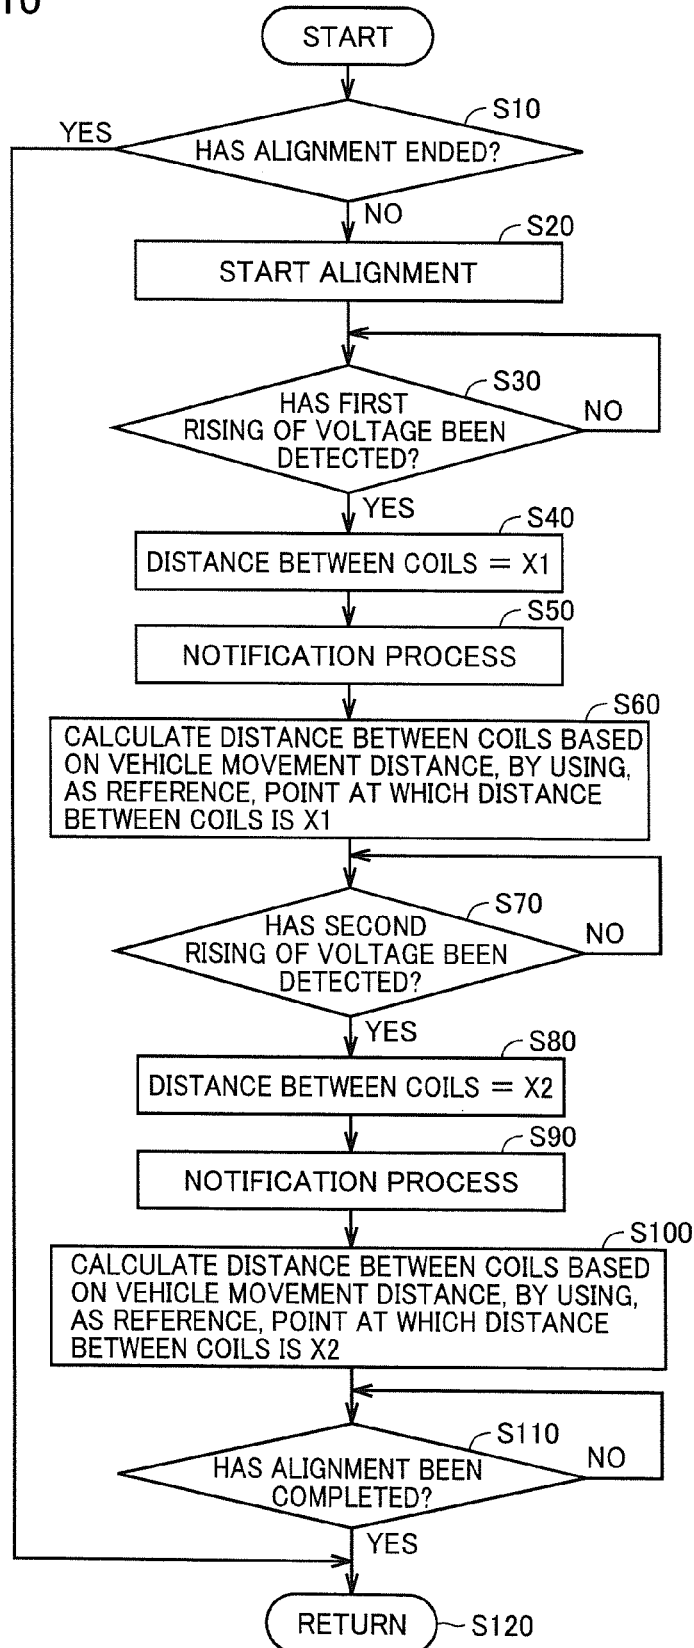 10
START
S10
YES
HAS ALIGNMENT ENDED?
NO
S20
START ALIGNMENT
S30
HAS FIRST
RISING OF VOLTAGE BEEN
DETECTED?
NO
YES
S40
DISTANCE BETWEEN COILS = X1
S50
NOTIFICATION PROCESS
S60
CALCULATE DISTANCE BETWEEN COILS BASED
ON VEHICLE MOVEMENT DISTANCE, BY USING,
AS REFERENCE, POINT AT WHICH DISTANCE
BETWEEN COILS IS X1
S70
HAS SECOND
RISING OF VOLTAGE BEEN
DETECTED?
NO
YES
S80
DISTANCE BETWEEN COILS = X2
S90
NOTIFICATION PROCESS
S100
CALCULATE DISTANCE BETWEEN COILS BASED
ON VEHICLE MOVEMENT DISTANCE, BY USING,
AS REFERENCE, POINT AT WHICH DISTANCE
BETWEEN COILS IS X2
S110
HAS ALIGNMENT BEEN
COMPLETED?
NO
YES
RETURN
S120